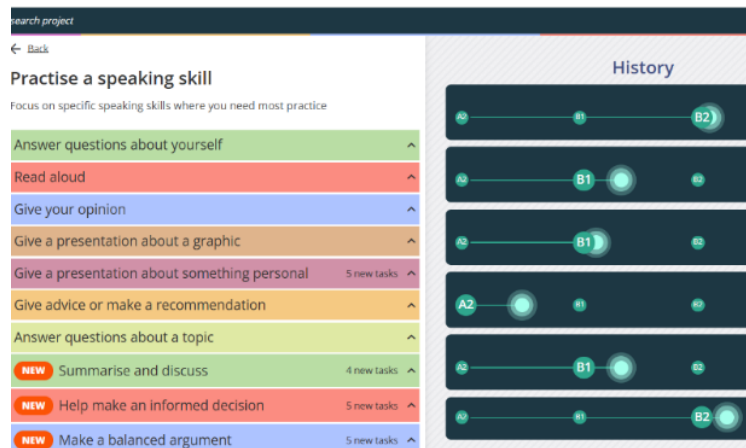 search project
← Back
Practise a speaking skill
Focus on specific speaking skills where you need most practice
Answer questions about yourself
Read aloud
Give your opinion
Give a presentation about a graphic
Give a presentation about something personal 5 new tasks
Give advice or make a recommendation
Answer questions about a topic
NEW Summarise and discuss 4 new tasks
NEW Help make an informed decision 5 new tasks
NEW Make a balanced argument 5 new tasks
History
A2 B1 B2
A2 B1 B2
A2 B1 B2
A2 B1 B2
A2 B1 B2
A2 B1 B2